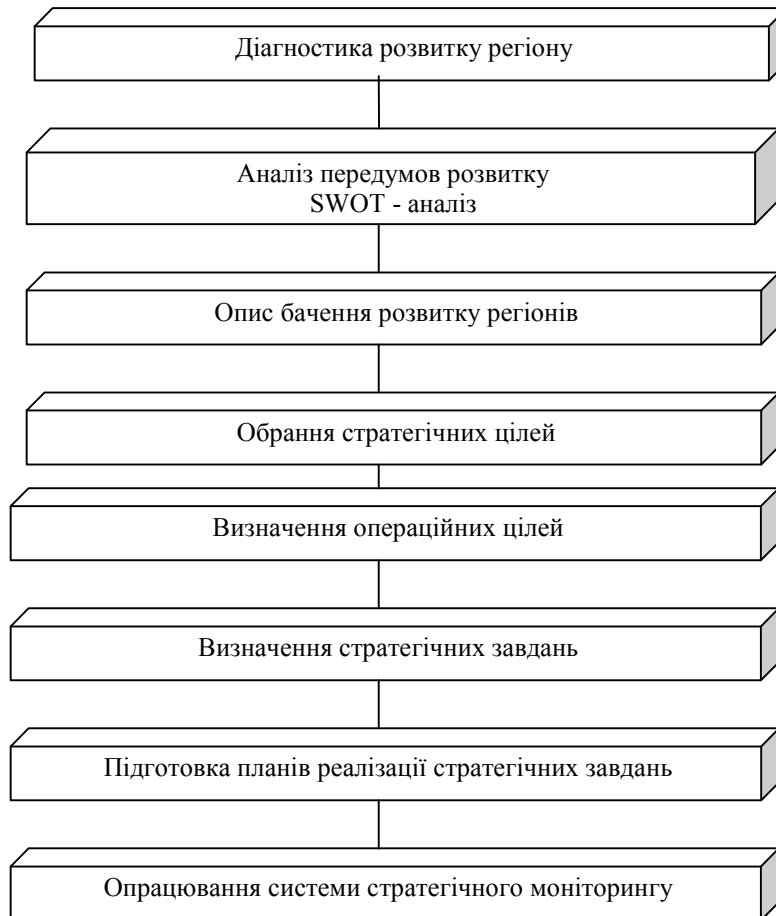 Діагностика розвитку регіону
Аналіз передумов розвитку
SWOT - аналіз
Опис бачення розвитку регіонів
Обрання стратегічних цілей
Визначення операційних цілей
Визначення стратегічних завдань
Підготовка планів реалізації стратегічних завдань
Опрацювання системи стратегічного моніторингу